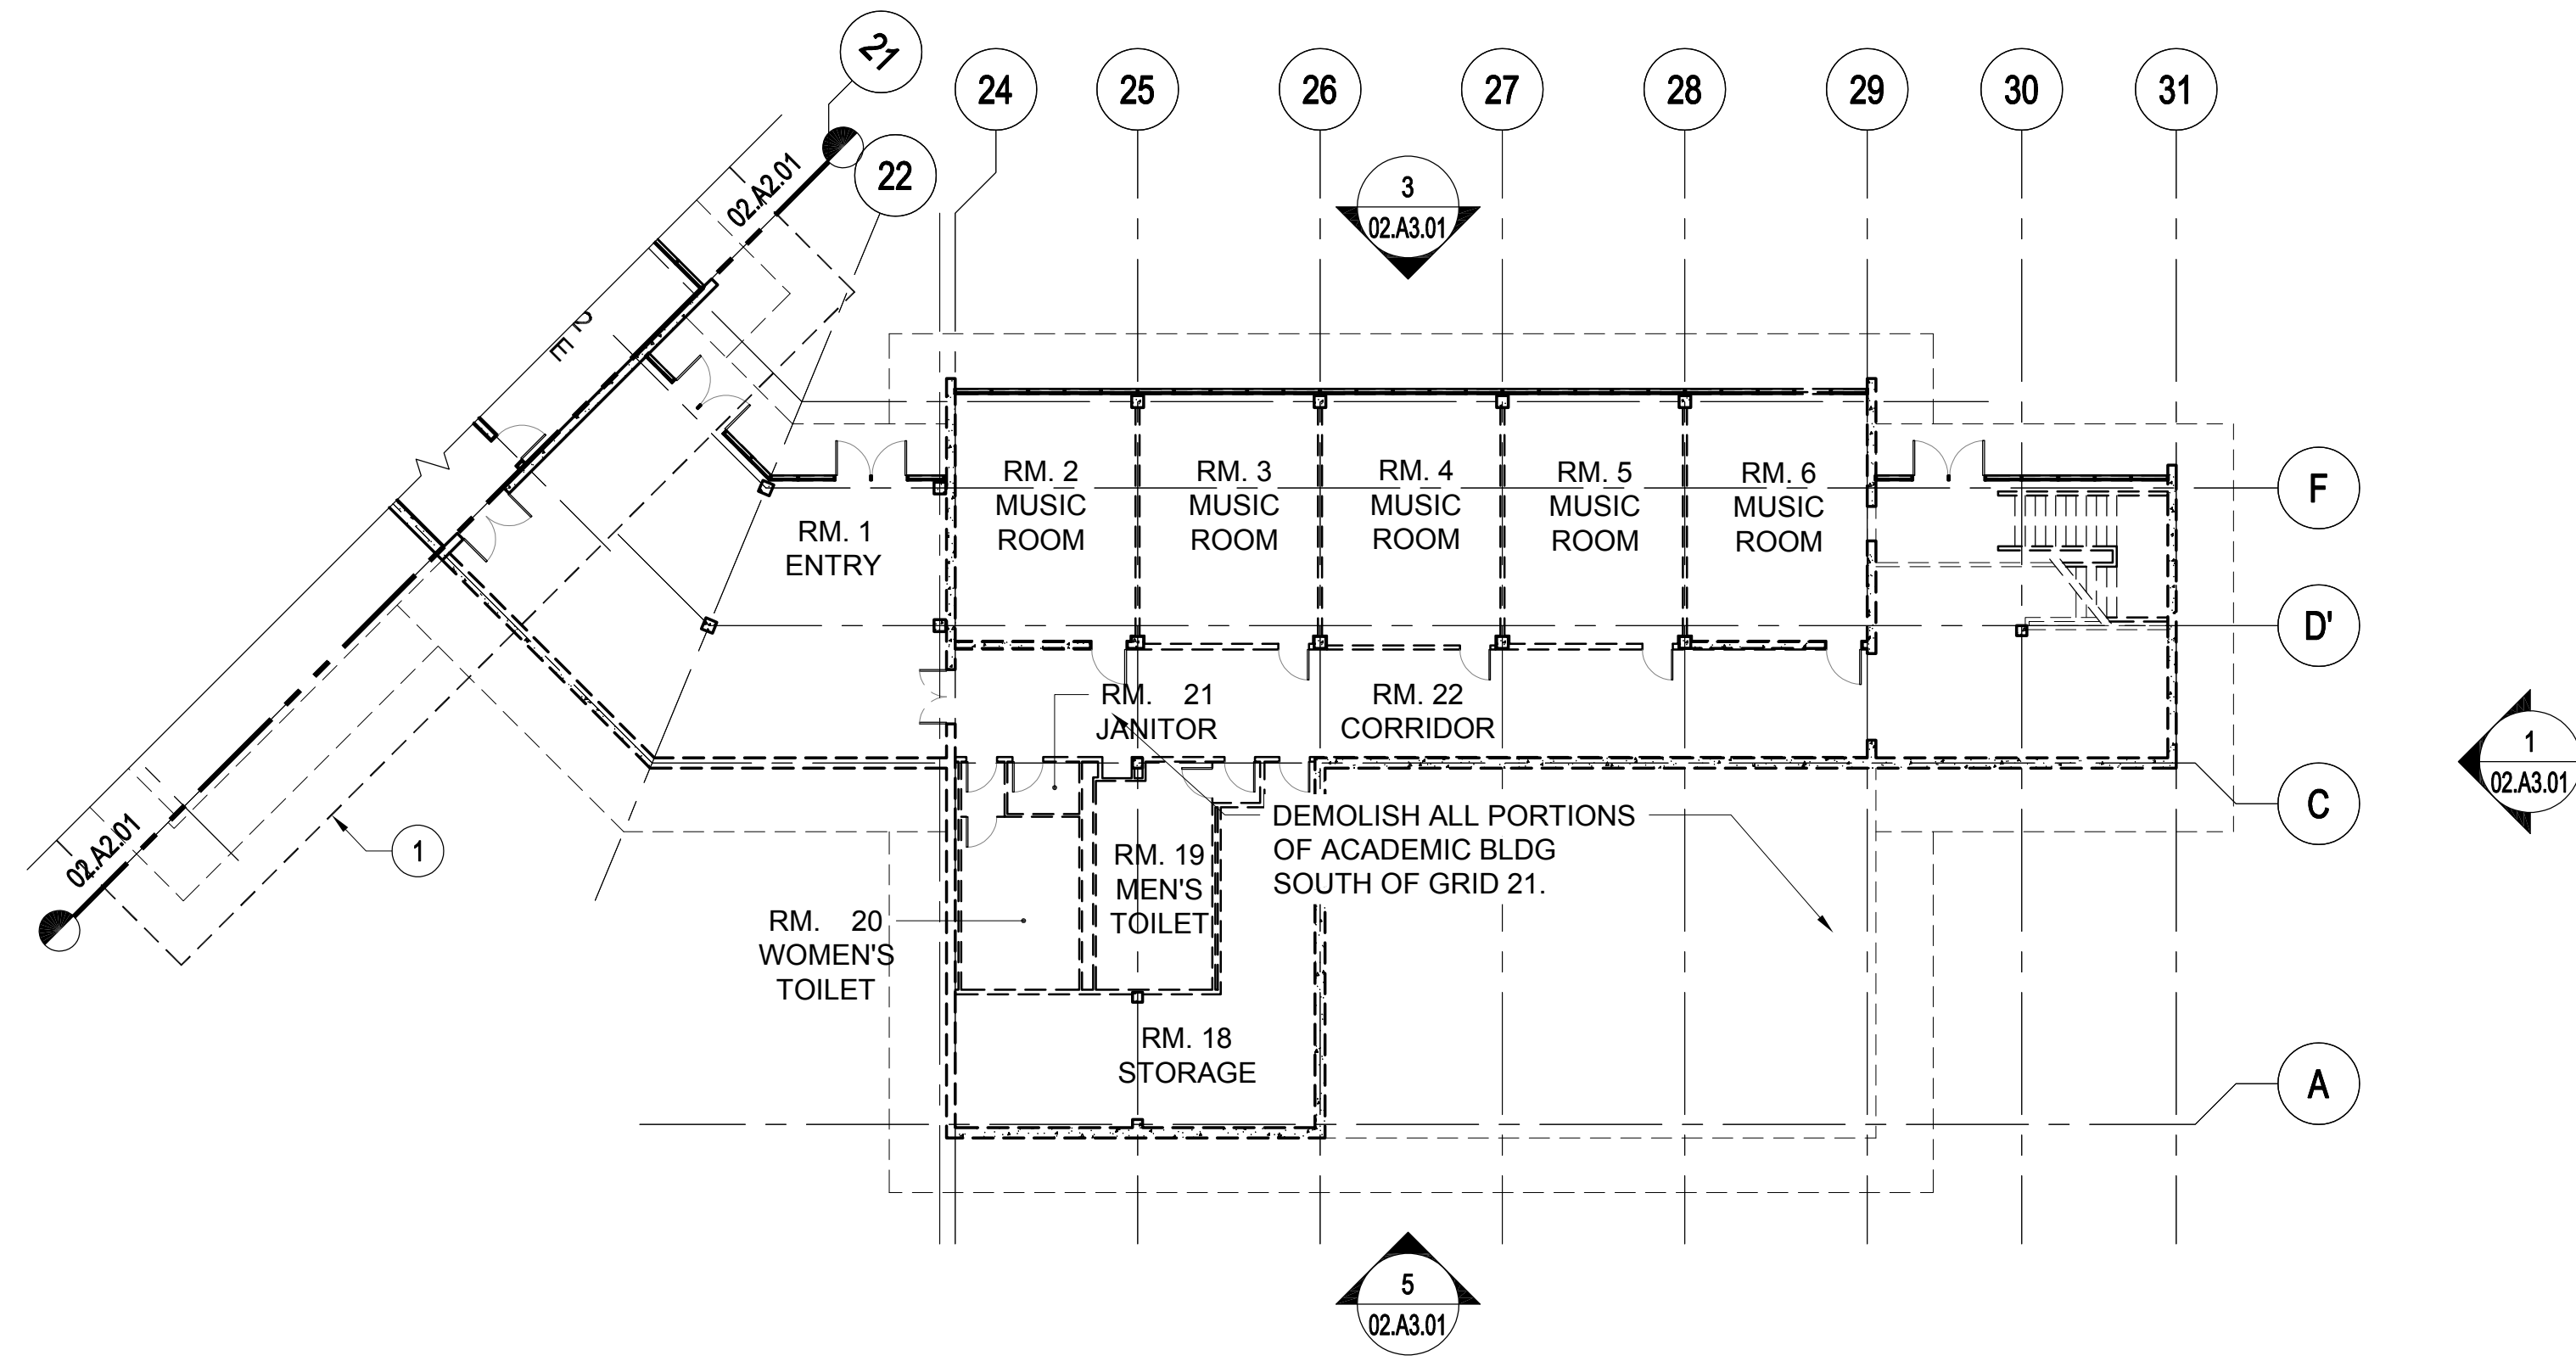 21
24
25
26
27
28
29
30
31
22
02.A2.01
3
02.A3.01
2
E
RM. 1
ENTRY
RM. 2
MUSIC
ROOM
RM. 3
MUSIC
ROOM
RM. 4
MUSIC
ROOM
RM. 5
MUSIC
ROOM
RM. 6
MUSIC
ROOM
F
D'
RM. 21
JANITOR
RM. 22
CORRIDOR
1
02.A3.01
C
DEMOLISH ALL PORTIONS
OF ACADEMIC BLDG
SOUTH OF GRID 21.
02.A2.01
1
RM. 19
MEN'S
TOILET
RM. 20
WOMEN'S
TOILET
RM. 18
STORAGE
A
5
02.A3.01